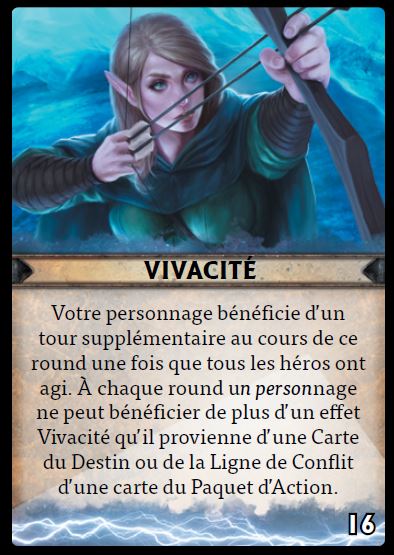 VIVACITÉ
Votre personnage bénéficie d'un
tour supplémentaire au cours de ce
round une fois que tous les héros ont
agi. À chaque round un personnage
ne peut bénéficier de plus d'un effet
Vivacité qu'il provienne d'une Carte
du Destin ou de la Ligne de Conflit
d'une carte du Paquet d'Action.
16